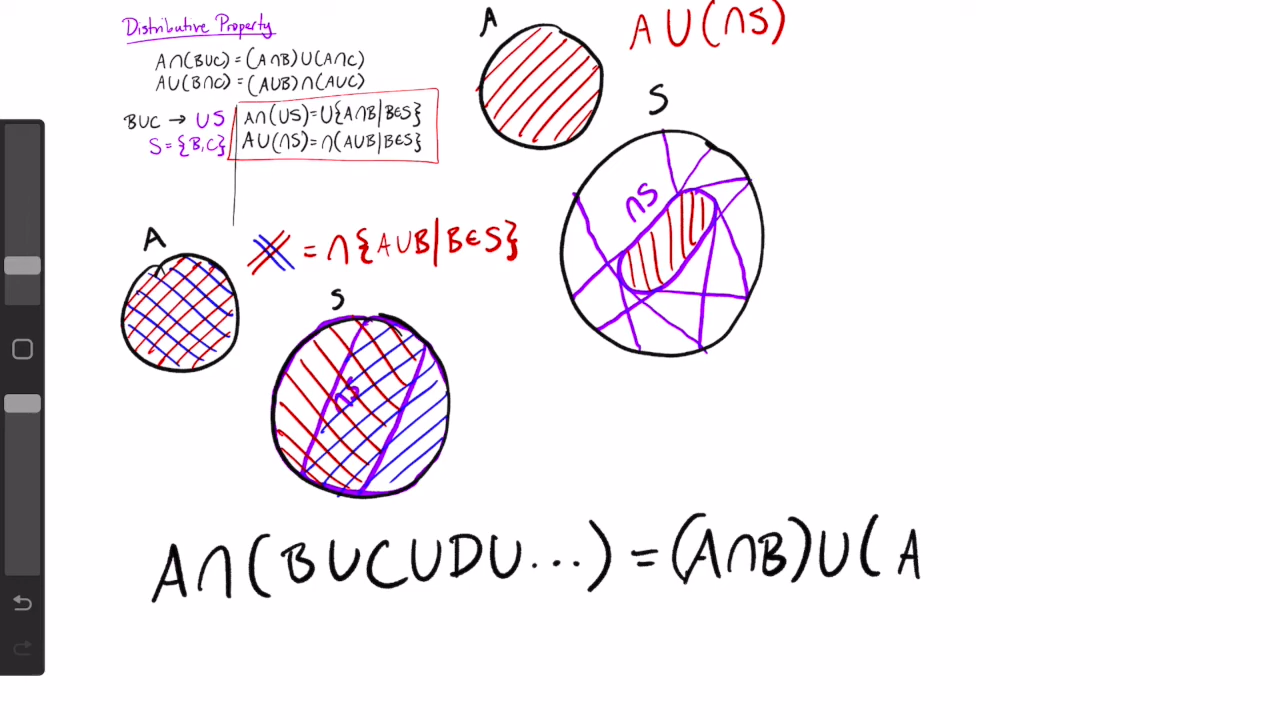 Distributive Property
A∩(B∪C)=(A∩B)∪(A∩C)
A∪(B∩C)=(A∪B)∩(A∪C)
B∪C → ∪S
S={B,C}
A∩(∪S)=∪{A∩B|B∈S}
A∪(∩S)=∩(A∪B|B∈S}
A
A∪(∩S)
S
∩S
A
= ∩{A∪B|B∈S}
S
∩S
A∩(B∪C∪D∪...)=(A∩B)∪(A